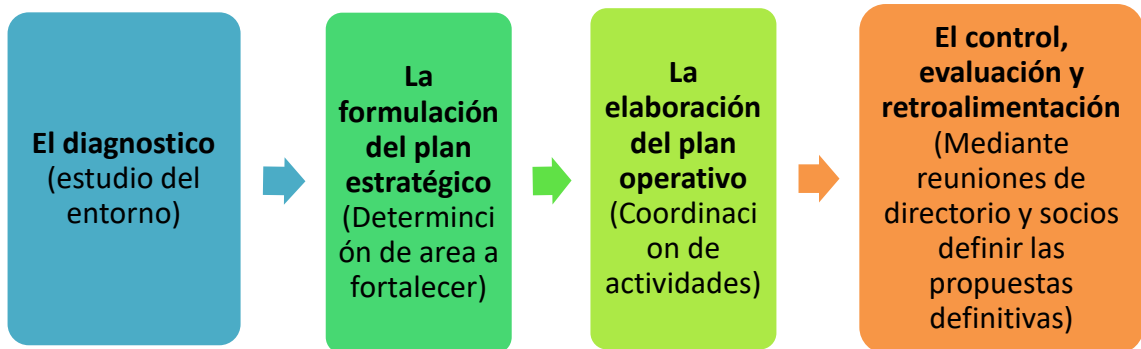 El diagnostico
(estudio del
entorno)
La
formulación
del plan
estratégico
(Determinci
ón de area a
fortalecer)
La
elaboración
del plan
operativo
(Coordinaci
on de
actividades)
El control,
evaluación y
retroalimentación
(Mediante
reuniones de
directorio y socios
definir las
propuestas
definitivas)